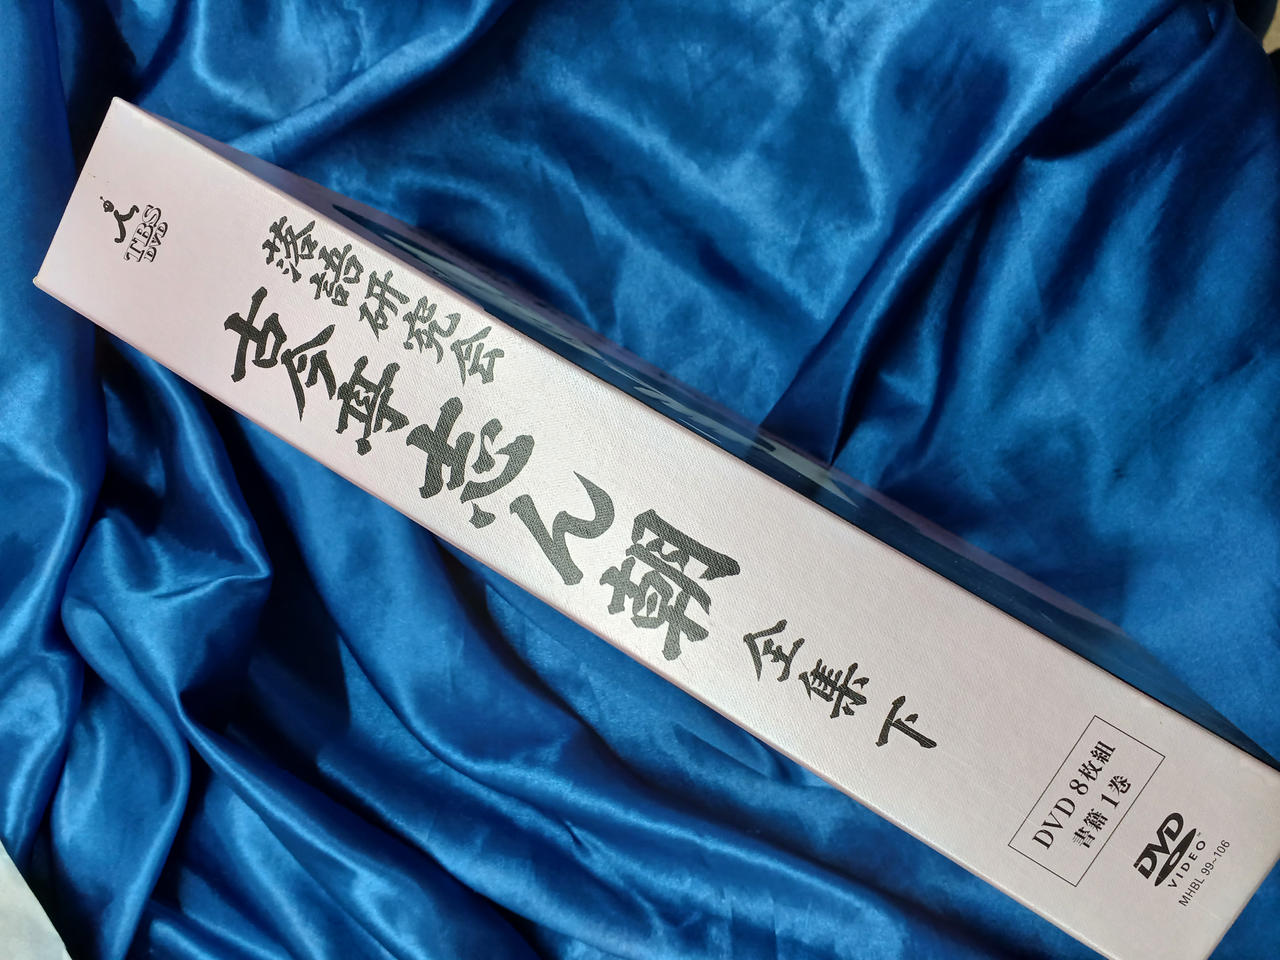 TBS
DVD
落語研究会
古今亭志ん朝
全集 下
DVD 8枚組
書籍 1巻
DVD
VIDEO
MHBL 99~106